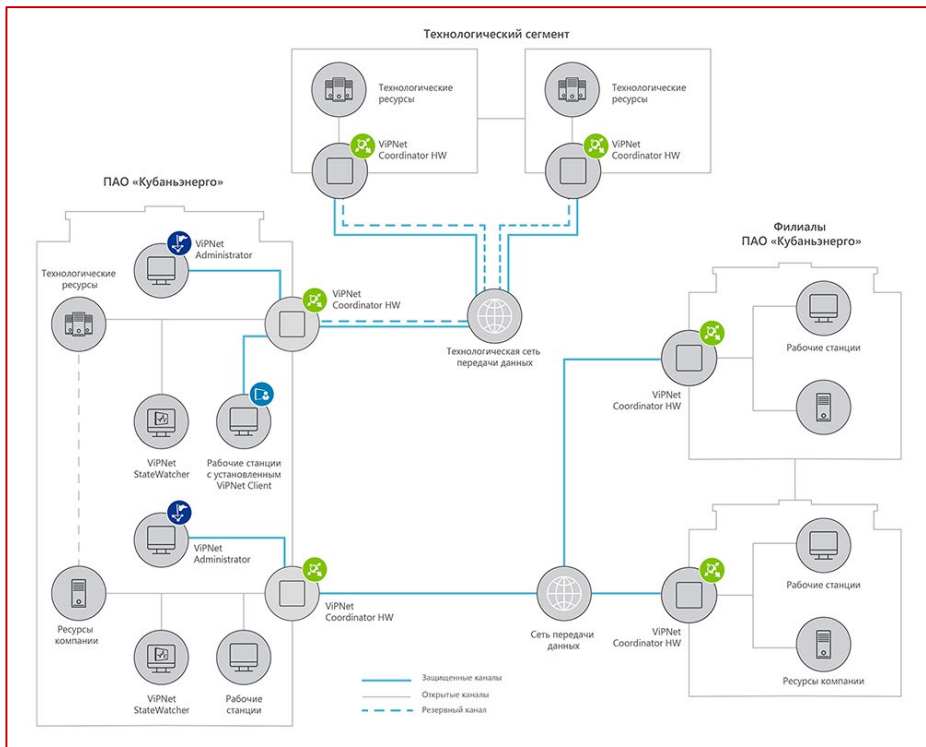 Технологический сегмент
Технологические
ресурсы
ViPNet
Coordinator HW
Технологические
ресурсы
ViPNet
Coordinator HW
ПАО «Кубаньэнерго»
ViPNet
Administrator
Технологические
ресурсы
ViPNet
Coordinator HW
ViPNet
StateWatcher
Рабочие станции
с установленным
ViPNet Client
Технологическая сеть
передачи данных
Филиалы
ПАО «Кубаньэнерго»
Рабочие станции
ViPNet
Coordinator HW
ViPNet
Administrator
ViPNet
Coordinator HW
Ресурсы
компании
ViPNet
StateWatcher
Рабочие
станции
Сеть передачи
данных
ViPNet
Coordinator HW
Рабочие станции
Ресурсы компании
Защищенные каналы
Открытые каналы
Резервный канал